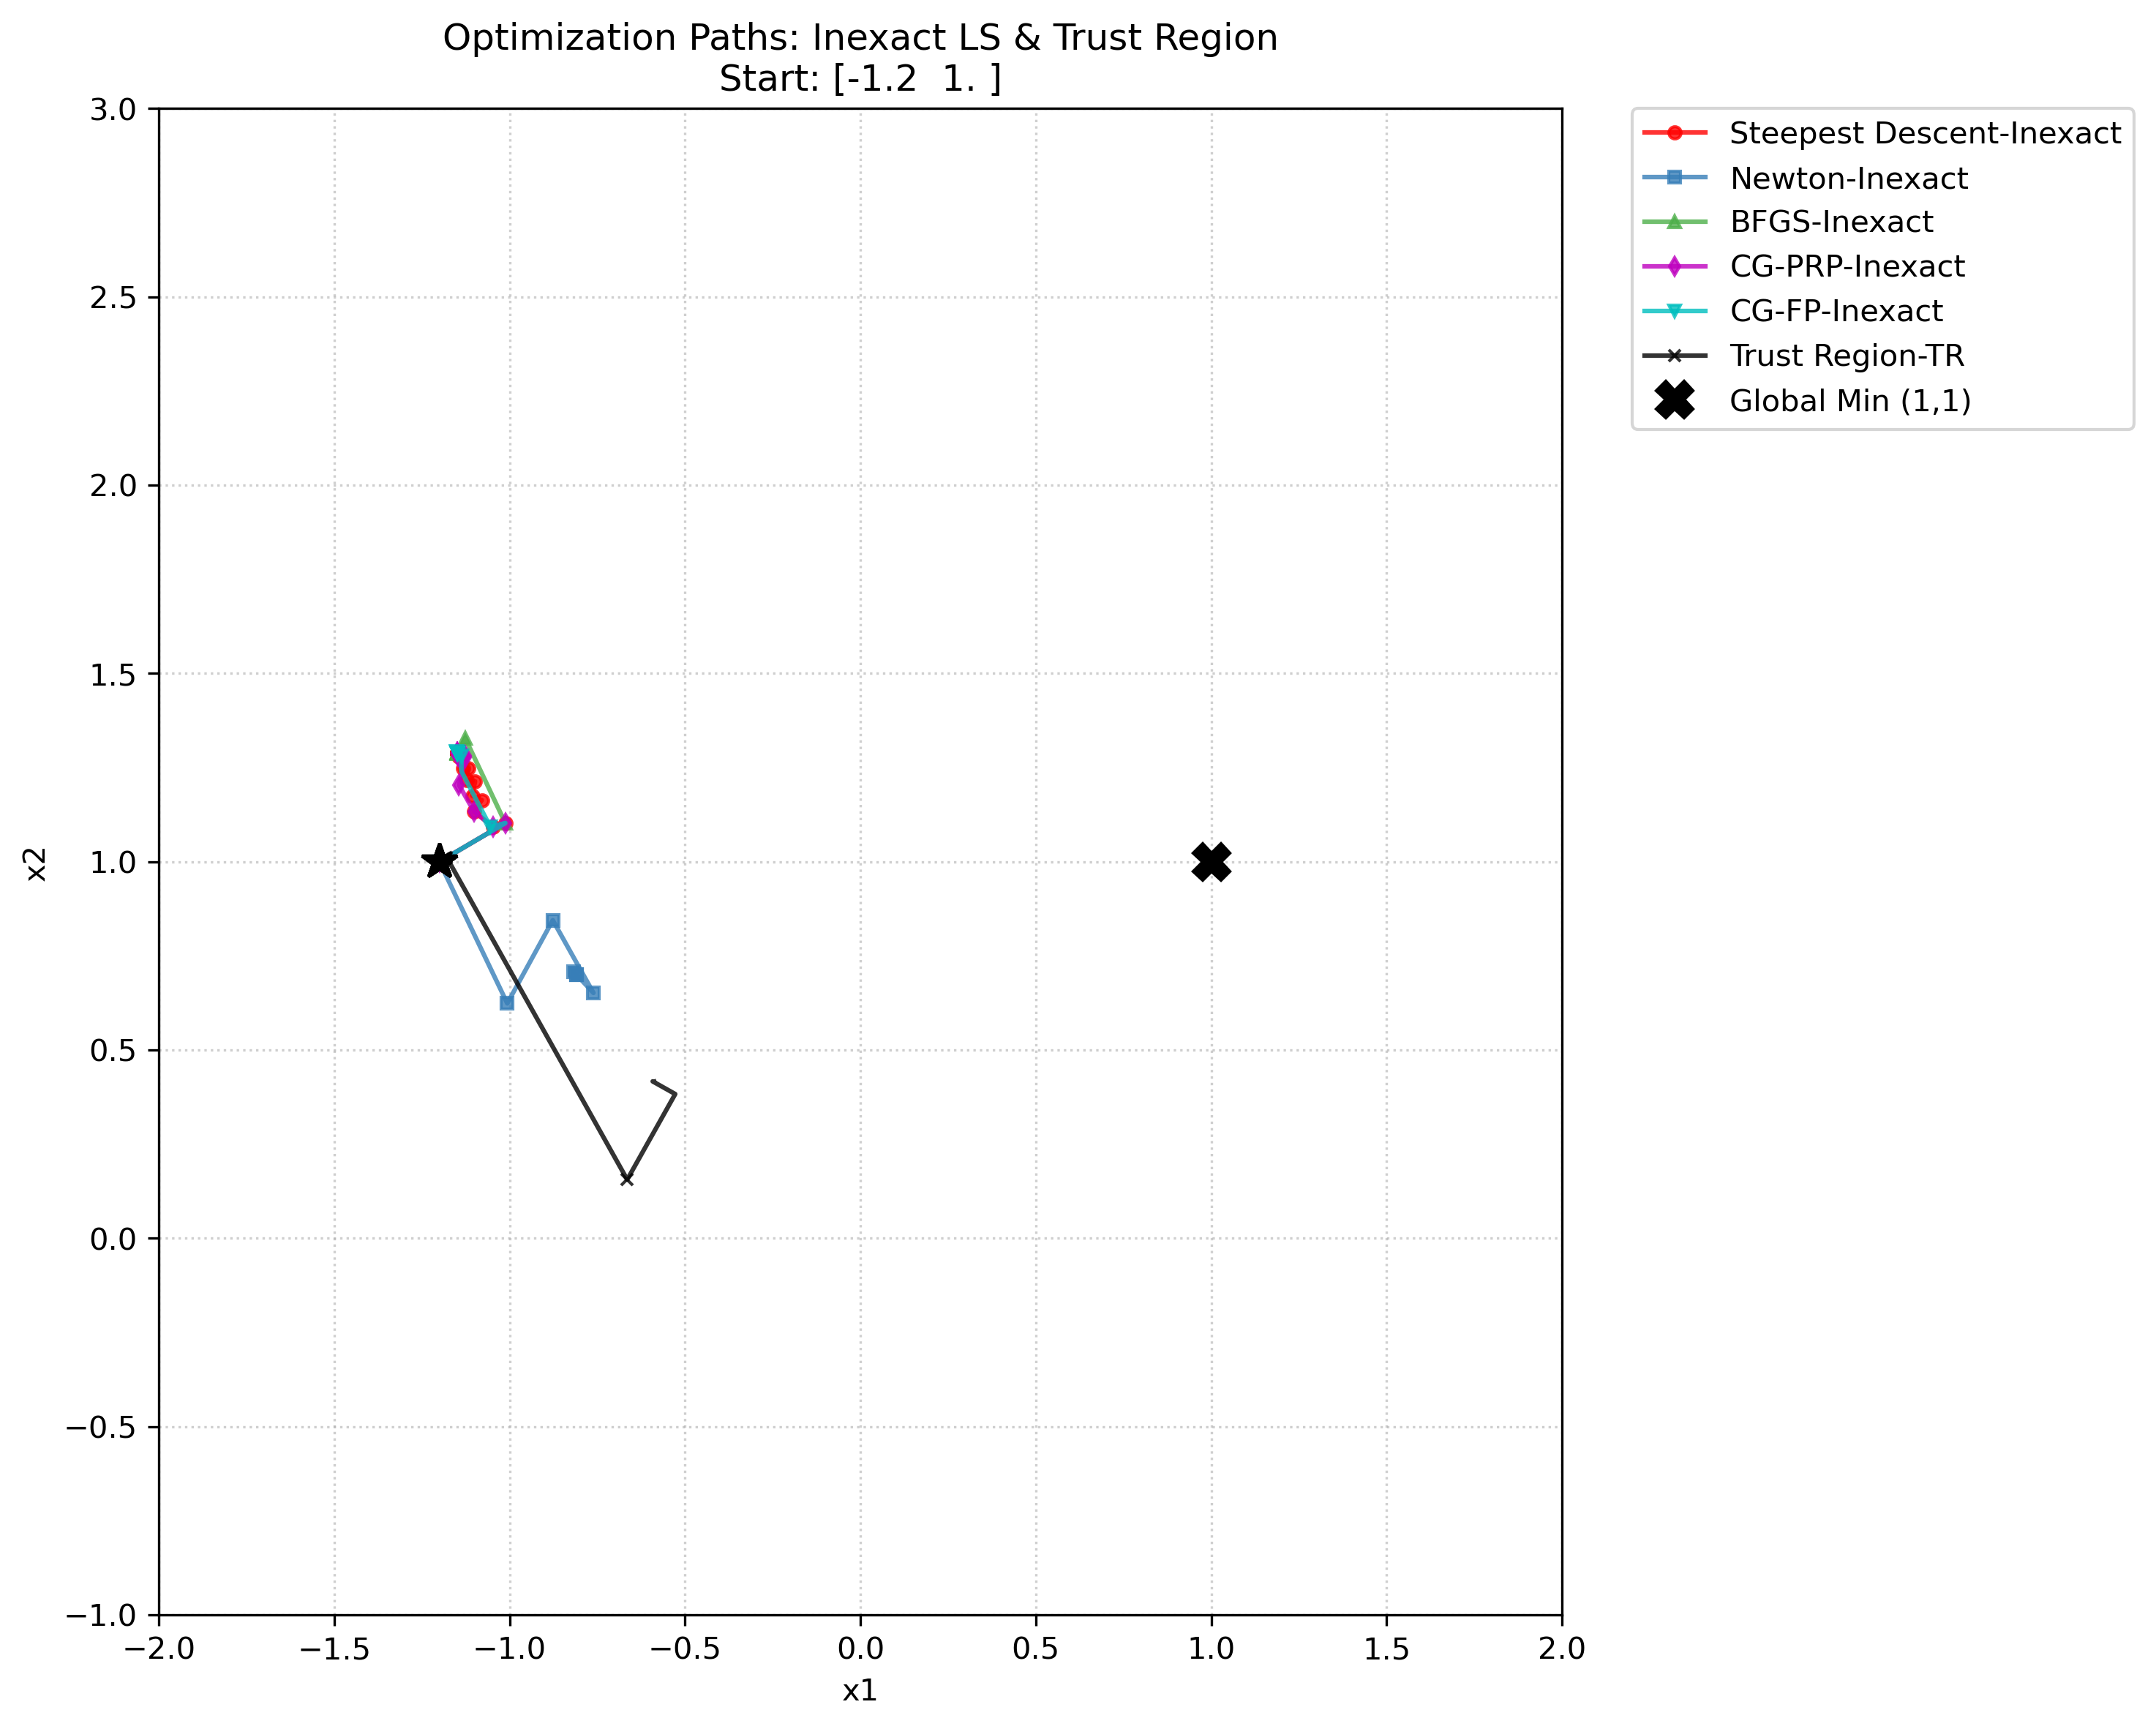 Optimization Paths: Inexact LS & Trust Region
Start: [-1.2  1. ]
3.0
2.5
2.0
1.5
1.0
0.5
0.0
−0.5
−1.0
x2
−2.0
−1.5
−1.0
−0.5
0.0
0.5
1.0
1.5
2.0
x1
Steepest Descent-Inexact
Newton-Inexact
BFGS-Inexact
CG-PRP-Inexact
CG-FP-Inexact
Trust Region-TR
Global Min (1,1)